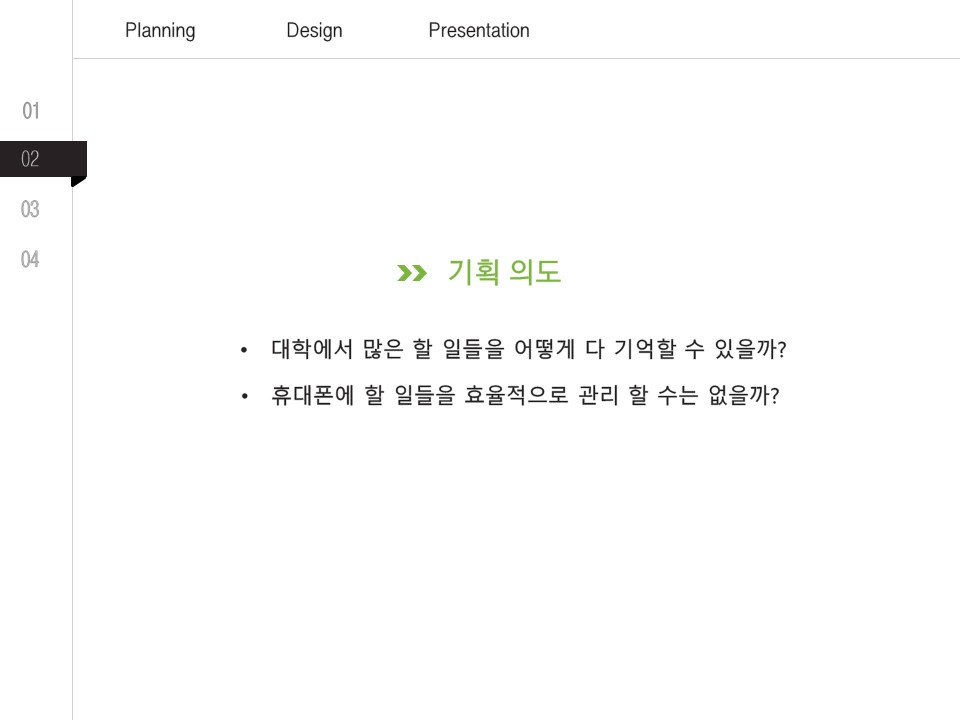 Planning Design Presentation
01
02
03
04
기획 의도
• 대학에서 많은 할 일들을 어떻게 다 기억할 수 있을까?
• 휴대폰에 할 일들을 효율적으로 관리 할 수는 없을까?